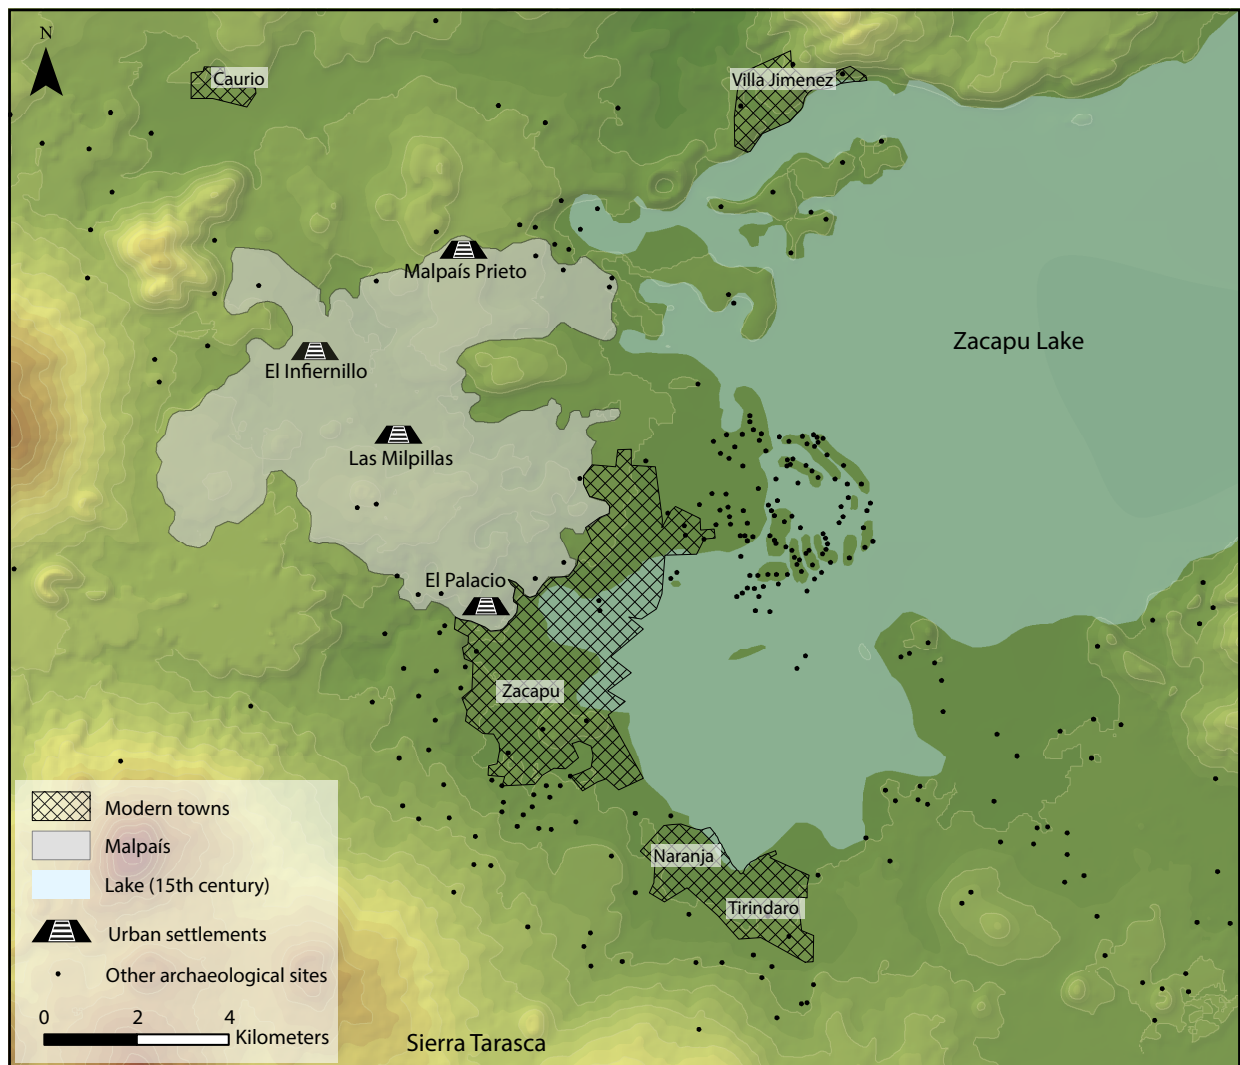 N
Caurio
Villa Jimenez
Malpaís Prieto
Zacapu Lake
El Infiernillo
Las Milpillas
El Palacio
Zacapu
Naranja
Tirindaro
Modern towns
Malpaís
Lake (15th century)
Urban settlements
Other archaeological sites
0 2 4
Kilometers
Sierra Tarasca